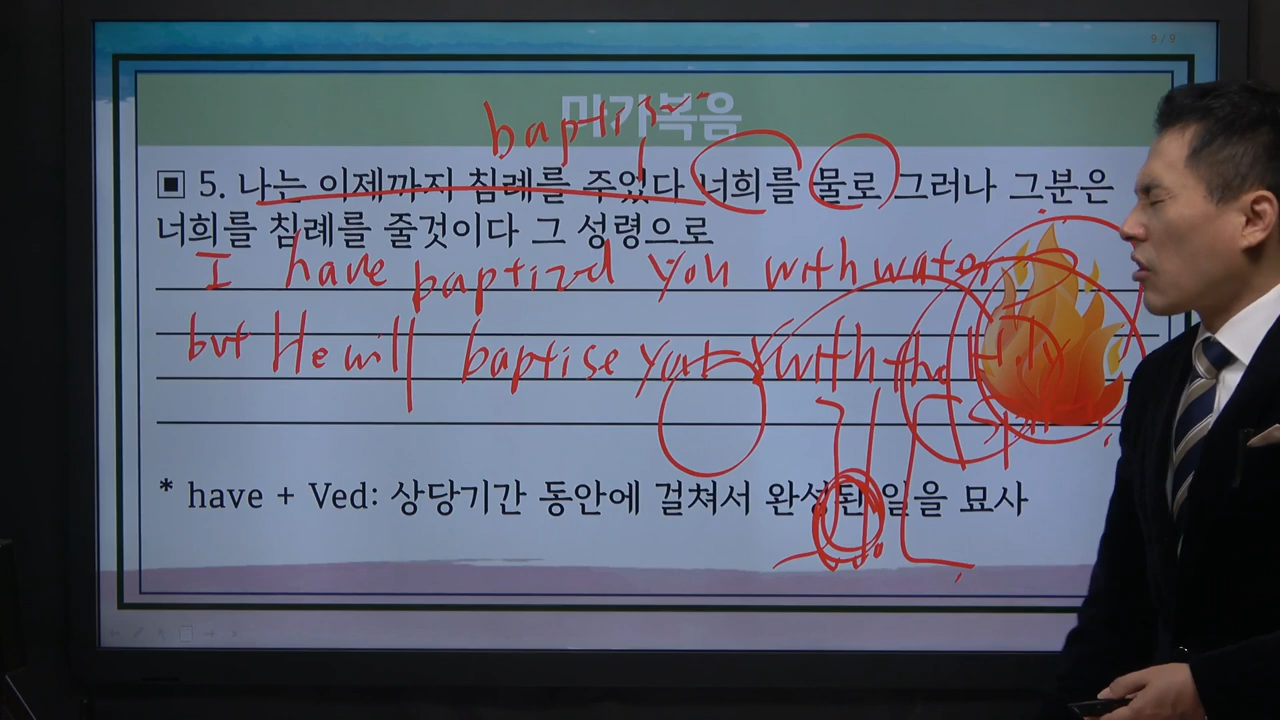 9 / 9
마가복음
▣ 5. 나는 이제까지 침례를 주었다 너희를 물로 그러나 그분은
너희를 침례를 줄것이다 그 성령으로
I have baptized you with water
but He will baptise you with the Holy
* have + Ved: 상당기간 동안에 걸쳐서 완성된 일을 묘사